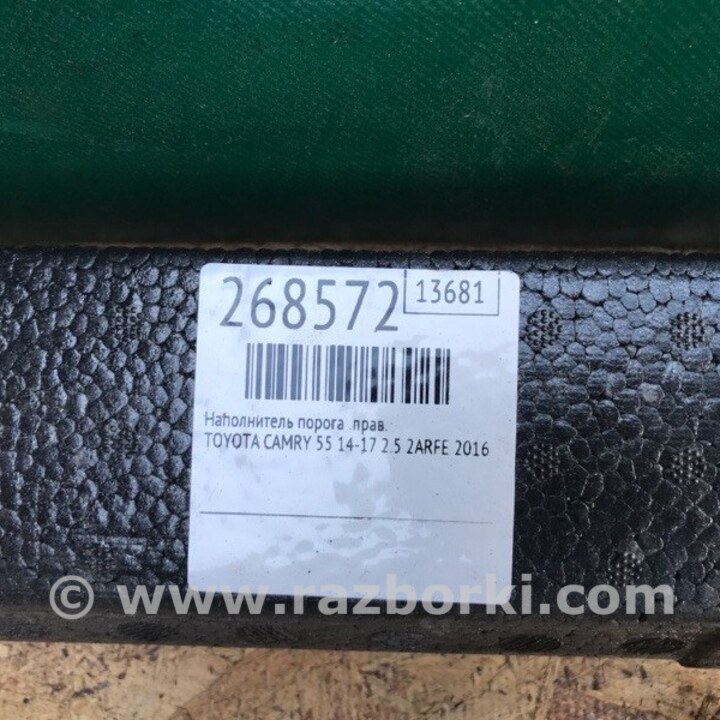 268572
13681
Наполнитель порога .прав.
TOYOTA CAMRY 55 14-17 2.5 2ARFE 2016
© www.razborki.com